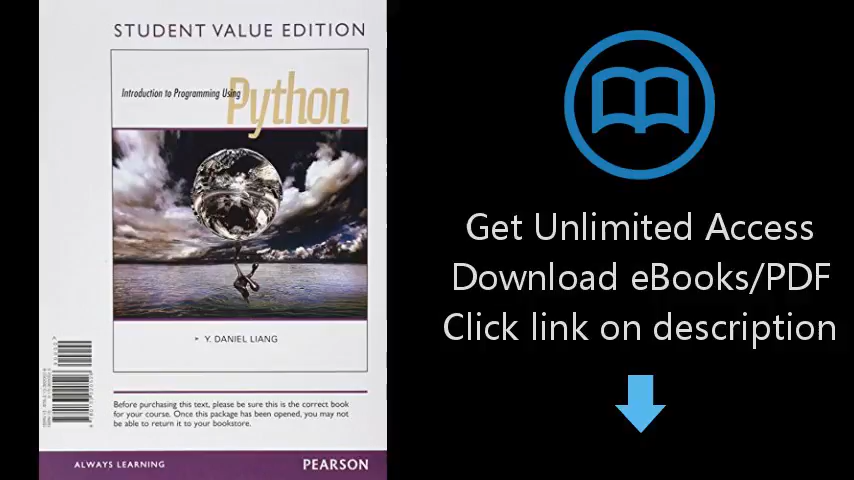 STUDENT VALUE EDITION
Introduction to Programming Using
Python
Y. DANIEL LIANG
Before purchasing this text, please be sure this is the correct book
for your course. Once this package has been opened, you may not
be able to return it to your bookstore.
ALWAYS LEARNING
PEARSON
Get Unlimited Access
Download eBooks/PDF
Click link on description